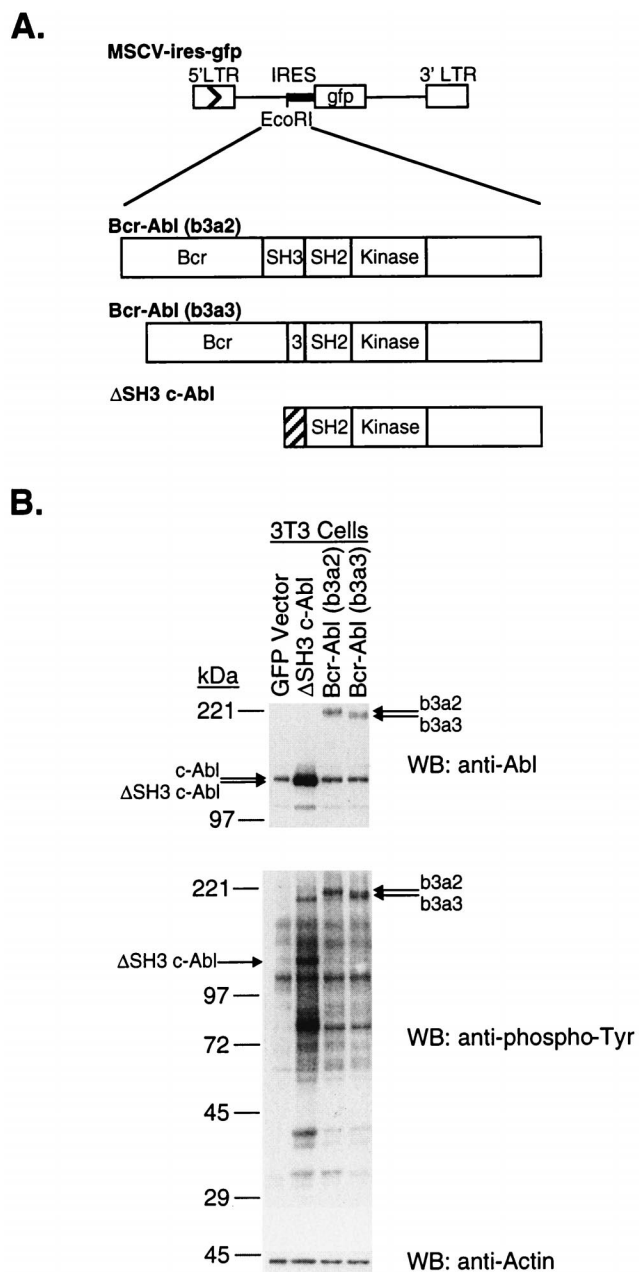 A.
MSCV-ires-gfp
5'LTR IRES 3' LTR
gfp
EcoRI
Bcr-Abl (b3a2)
Bcr SH3 SH2 Kinase
Bcr-Abl (b3a3)
Bcr 3 SH2 Kinase
ΔSH3 c-Abl
SH2 Kinase
B.
3T3 Cells
GFP Vector
ΔSH3 c-Abl
Bcr-Abl (b3a2)
Bcr-Abl (b3a3)
kDa
221
b3a2
b3a3
c-Abl
ΔSH3 c-Abl
WB: anti-Abl
97
221
b3a2
b3a3
ΔSH3 c-Abl
97
WB: anti-phospho-Tyr
72
45
29
45
WB: anti-Actin